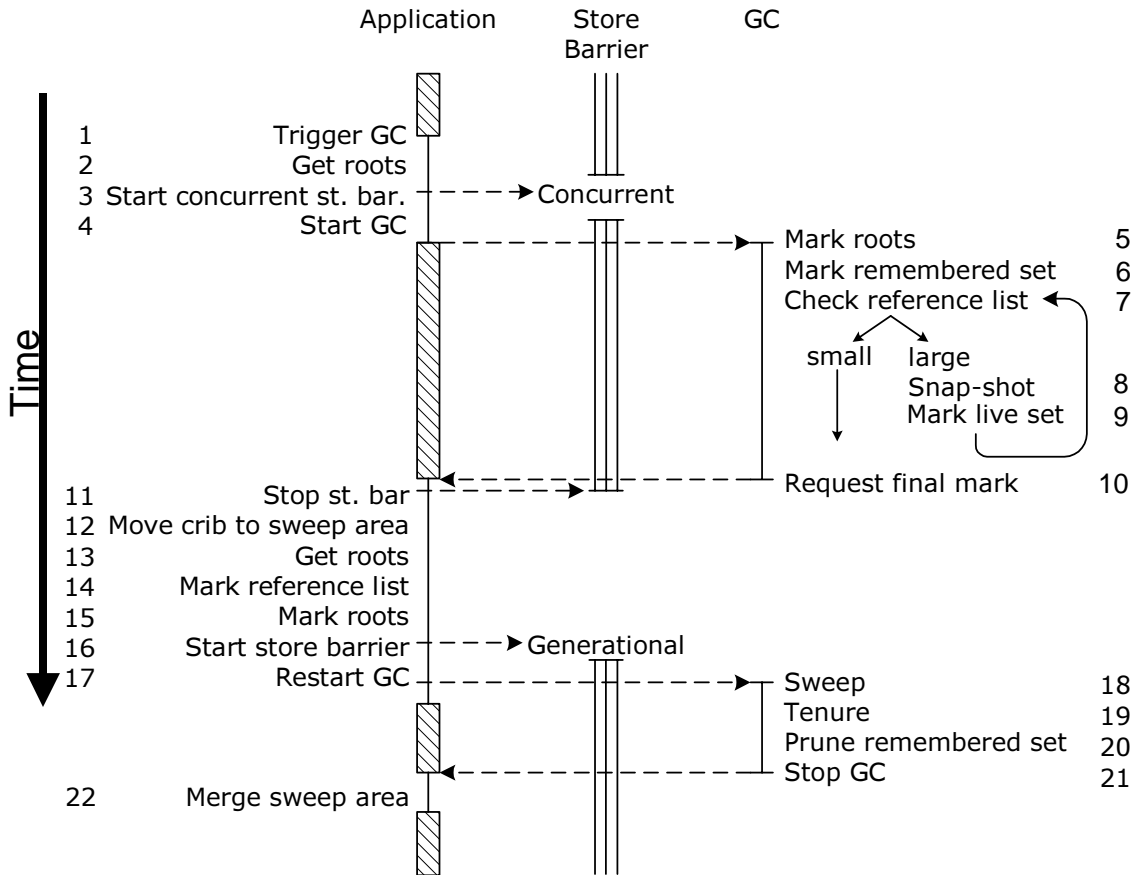 Application Store GC
Barrier
1 Trigger GC
2 Get roots
3 Start concurrent st. bar. Concurrent
4 Start GC
Mark roots 5
Mark remembered set 6
Check reference list 7
small large
Snap-shot 8
Mark live set 9
Time
Request final mark 10
11 Stop st. bar
12 Move crib to sweep area
13 Get roots
14 Mark reference list
15 Mark roots
16 Start store barrier Generational
17 Restart GC
Sweep 18
Tenure 19
Prune remembered set 20
Stop GC 21
22 Merge sweep area